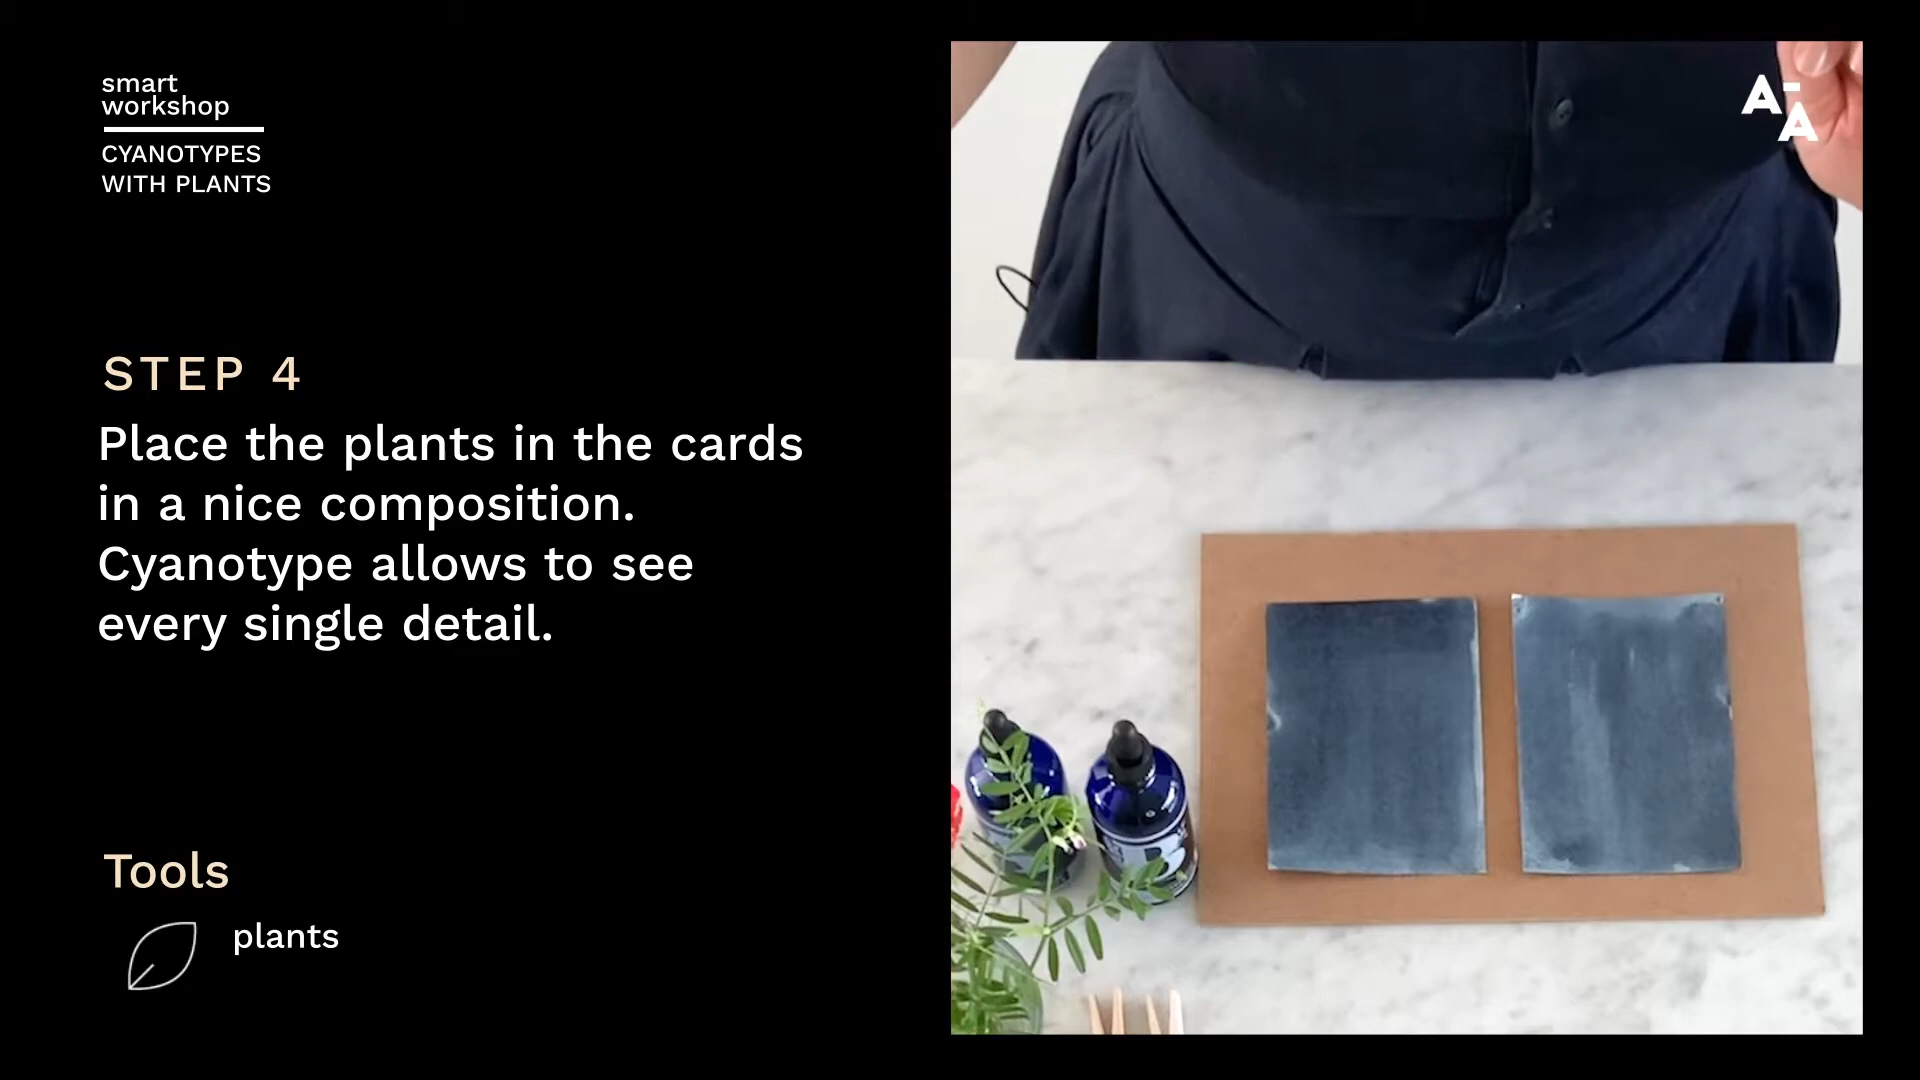 smart
workshop
CYANOTYPES
WITH PLANTS
A-A
STEP 4
Place the plants in the cards
in a nice composition.
Cyanotype allows to see
every single detail.
B
Tools
plants